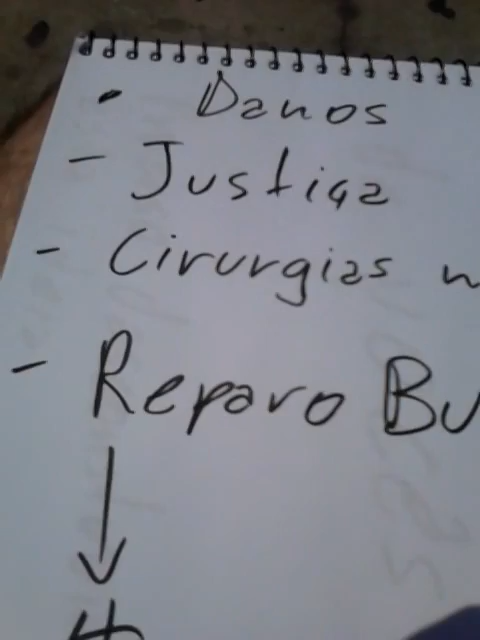 • Danos
- Justiça
- Cirurgias
- Reparo